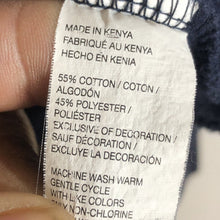 MADE IN KENYA
FABRIQUÉ AU KENYA
HECHO EN KENIA
55% COTTON / COTON /
ALGODÓN
45% POLYESTER /
POLIÉSTER
EXCLUSIVE OF DECORATION /
SAUF DÉCORATION /
EXCLUYE LA DECORACIÓN
MACHINE WASH WARM
GENTLE CYCLE
WITH LIKE COLORS
ONLY NON-CHLORINE